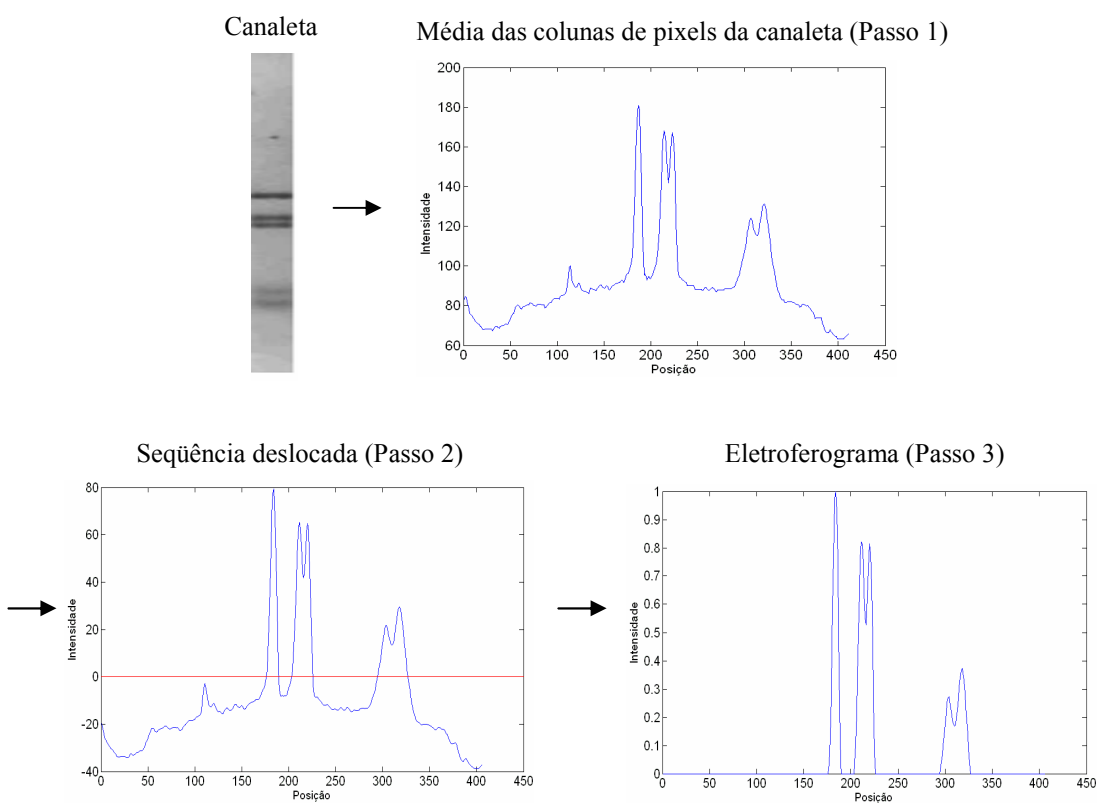 Canaleta
Média das colunas de pixels da canaleta (Passo 1)
200
180
160
140
120
100
80
60
Intensidade
0 50 100 150 200 250 300 350 400 450
Posição
Seqüência deslocada (Passo 2)
80
60
40
20
0
-20
-40
Intensidade
0 50 100 150 200 250 300 350 400 450
Posição
Eletroferograma (Passo 3)
1
0.9
0.8
0.7
0.6
0.5
0.4
0.3
0.2
0.1
0
Intensidade
0 50 100 150 200 250 300 350 400 450
Posição